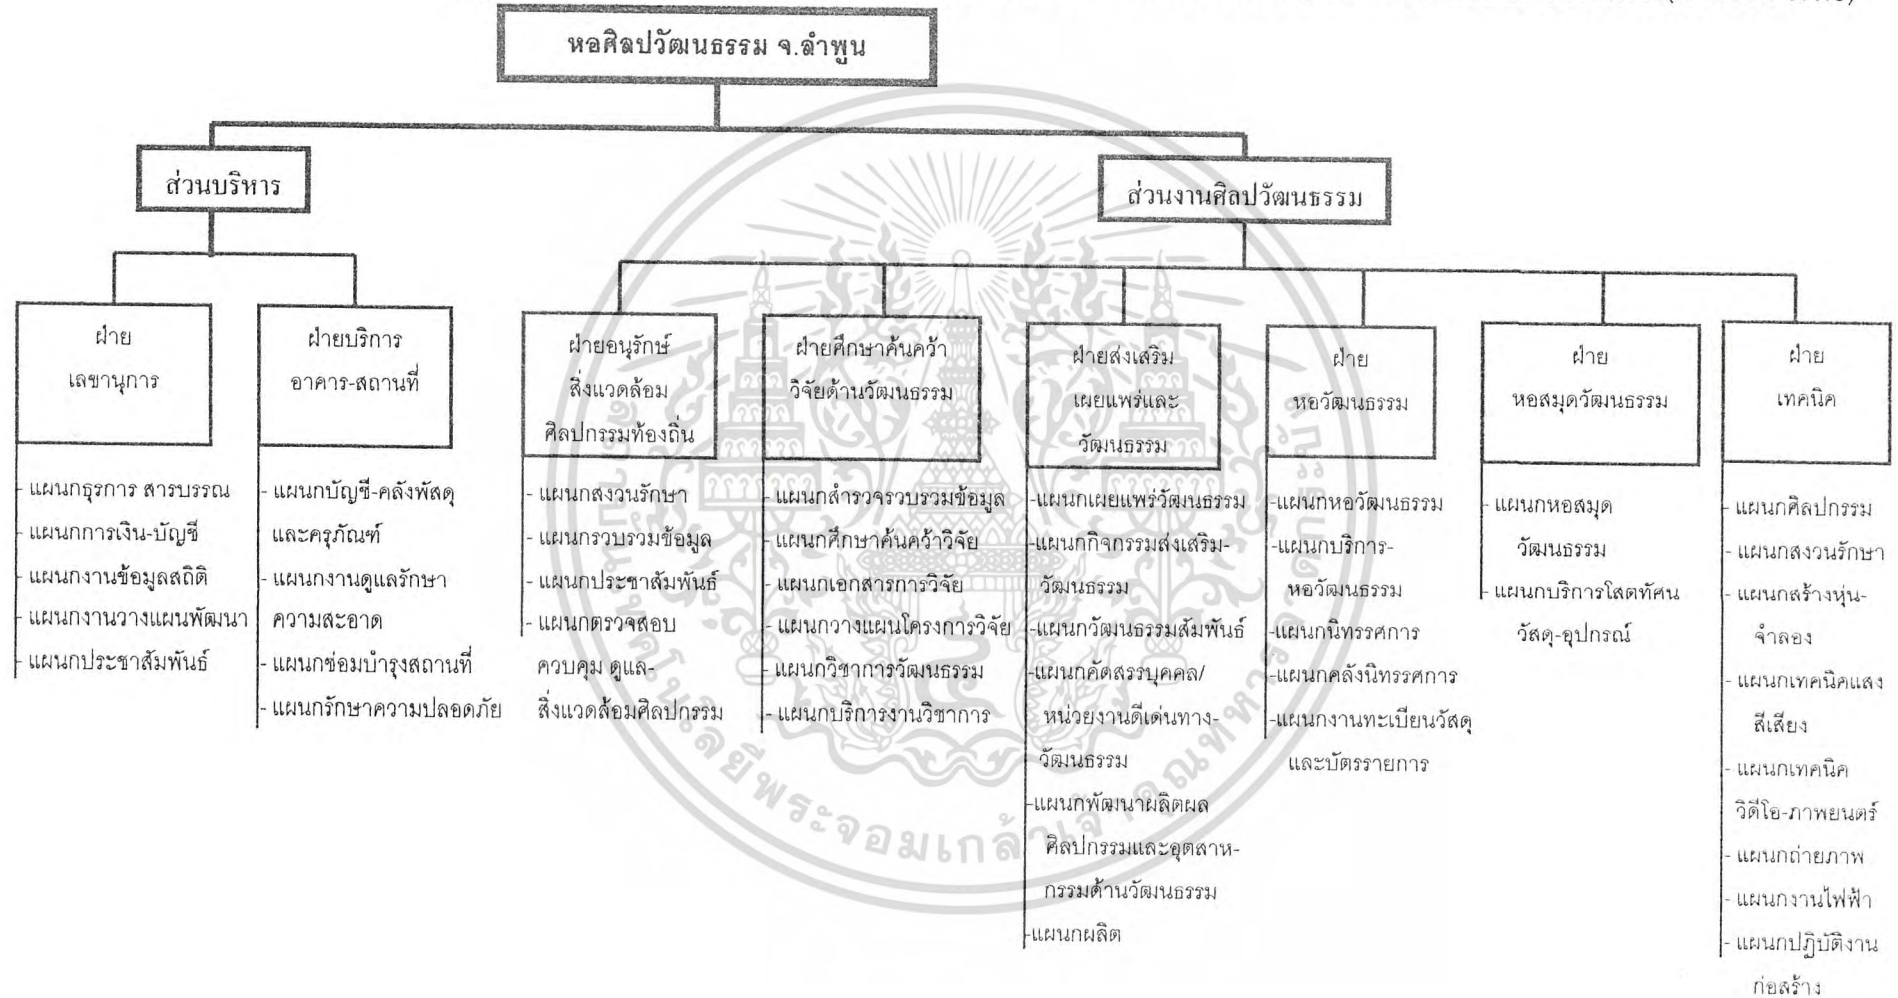 หอศิลปวัฒนธรรม จ.ลำพูน
ส่วนบริหาร
ส่วนงานศิลปวัฒนธรรม
ฝ่าย
เลขานุการ
- แผนกธุรการ สารบรรณ
- แผนกการเงิน-บัญชี
- แผนกงานข้อมูลสถิติ
- แผนกงานวางแผนพัฒนา
- แผนกประชาสัมพันธ์
ฝ่ายบริการ
อาคาร-สถานที่
- แผนกบัญชี-คลังพัสดุ
และครุภัณฑ์
- แผนกงานดูแลรักษา
ความสะอาด
- แผนกซ่อมบำรุงสถานที่
- แผนกรักษาความปลอดภัย
ฝ่ายอนุรักษ์
สิ่งแวดล้อม
ศิลปกรรมท้องถิ่น
- แผนกสงวนรักษา
- แผนกรวบรวมข้อมูล
- แผนกประชาสัมพันธ์
- แผนกตรวจสอบ
ควบคุม ดูแล-
สิ่งแวดล้อมศิลปกรรม
ฝ่ายศึกษาค้นคว้า
วิจัยด้านวัฒนธรรม
- แผนกสำรวจรวบรวมข้อมูล
- แผนกศึกษาค้นคว้าวิจัย
- แผนกเอกสารการวิจัย
- แผนกวางแผนโครงการวิจัย
- แผนกวิชาการวัฒนธรรม
- แผนกบริการงานวิชาการ
ฝ่ายส่งเสริม
เผยแพร่และ
วัฒนธรรม
-แผนกเผยแพร่วัฒนธรรม
-แผนกกิจกรรมส่งเสริม-
วัฒนธรรม
-แผนกวัฒนธรรมสัมพันธ์
-แผนกคัดสรรบุคคล/
หน่วยงานดีเด่นทาง-
วัฒนธรรม
-แผนกพัฒนาผลิตผล
ศิลปกรรมและอุตสาห-
กรรมด้านวัฒนธรรม
-แผนกผลิต
ฝ่าย
หอวัฒนธรรม
-แผนกหอวัฒนธรรม
-แผนกบริการ-
หอวัฒนธรรม
-แผนกนิทรรศการ
-แผนกคลังนิทรรศการ
-แผนกงานทะเบียนวัสดุ
และบัตรรายการ
ฝ่าย
หอสมุดวัฒนธรรม
- แผนกหอสมุด
วัฒนธรรม
- แผนกบริการโสตทัศน
วัสดุ-อุปกรณ์
ฝ่าย
เทคนิค
- แผนกศิลปกรรม
- แผนกสงวนรักษา
- แผนกสร้างหุ่น-
จำลอง
- แผนกเทคนิคแสง
สีเสียง
- แผนกเทคนิค
วิดีโอ-ภาพยนตร์
- แผนกถ่ายภาพ
- แผนกงานไฟฟ้า
- แผนกปฏิบัติงาน
ก่อสร้าง